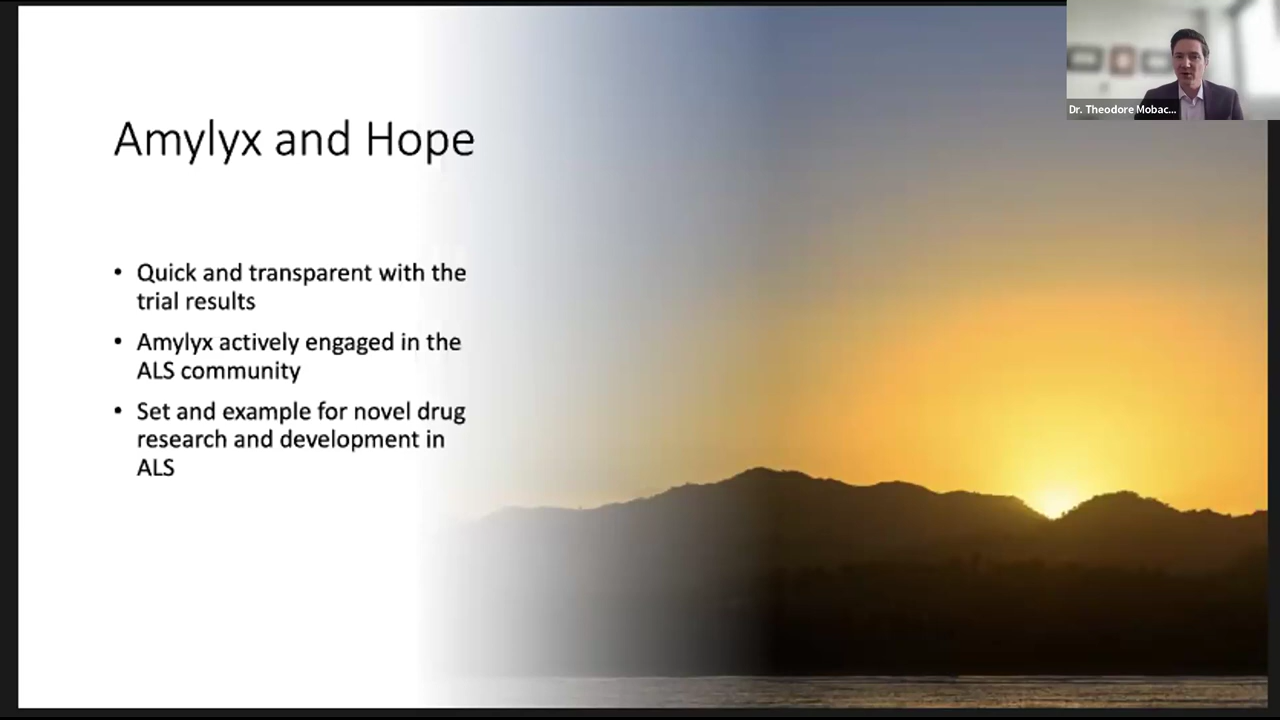 Dr. Theodore Mobac...
Amylyx and Hope
• Quick and transparent with the
trial results
• Amylyx actively engaged in the
ALS community
• Set and example for novel drug
research and development in
ALS